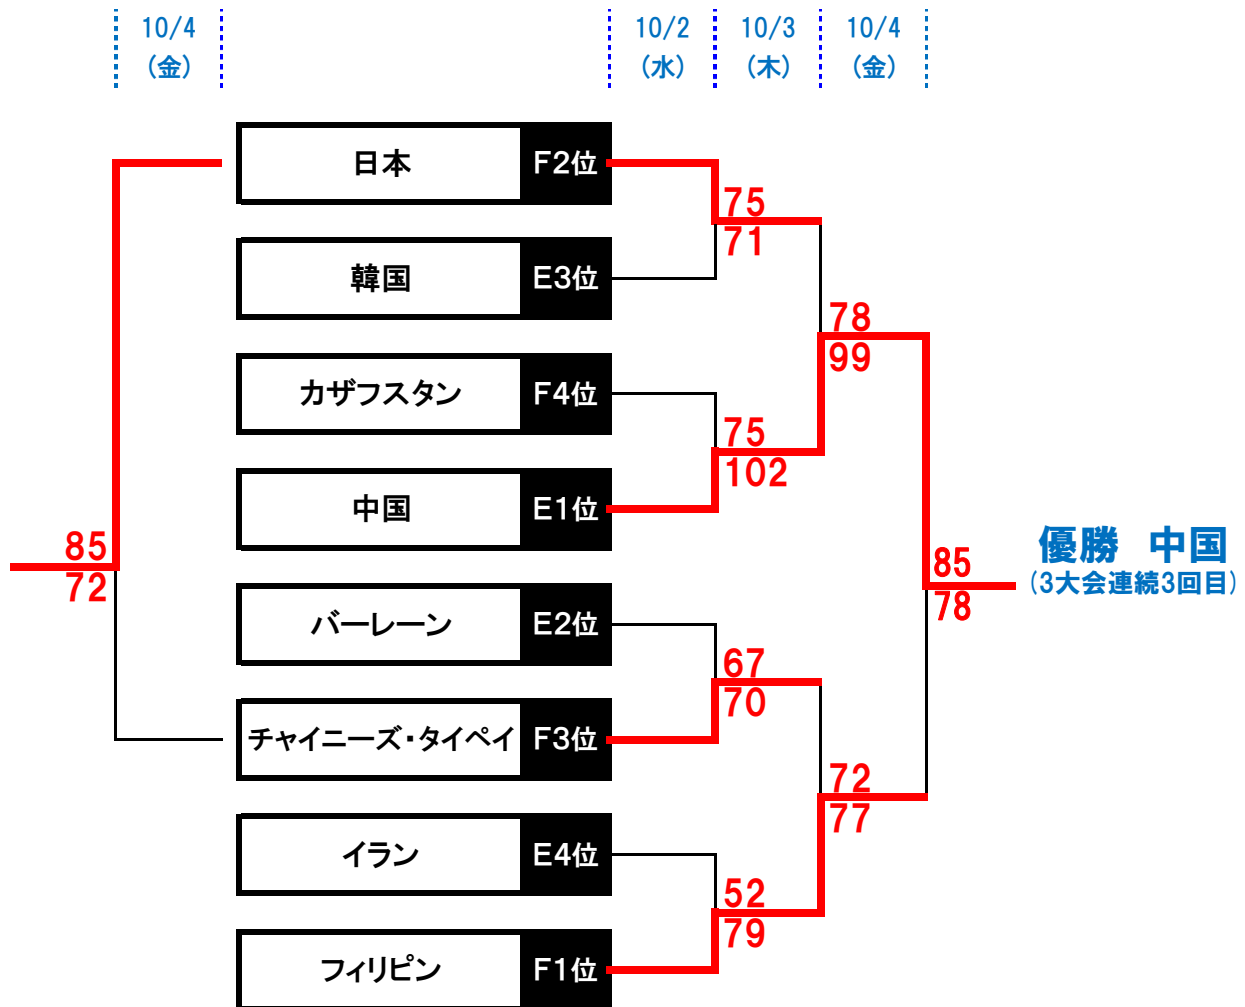 10/4
(金)
10/2
(水)
10/3
(木)
10/4
(金)
日本 F2位
75
71
韓国 E3位
78
99
カザフスタン F4位
75
102
中国 E1位
85
72
優勝 中国
(3大会連続3回目)
85
78
バーレーン E2位
67
70
チャイニーズ・タイペイ F3位
72
77
イラン E4位
52
79
フィリピン F1位